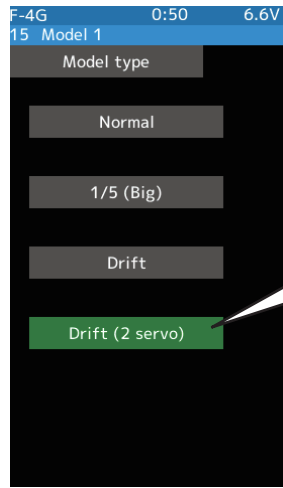 F-4G 0:50 6.6V
15 Model 1
Model type
Normal
1/5 (Big)
Drift
Drift (2 servo)